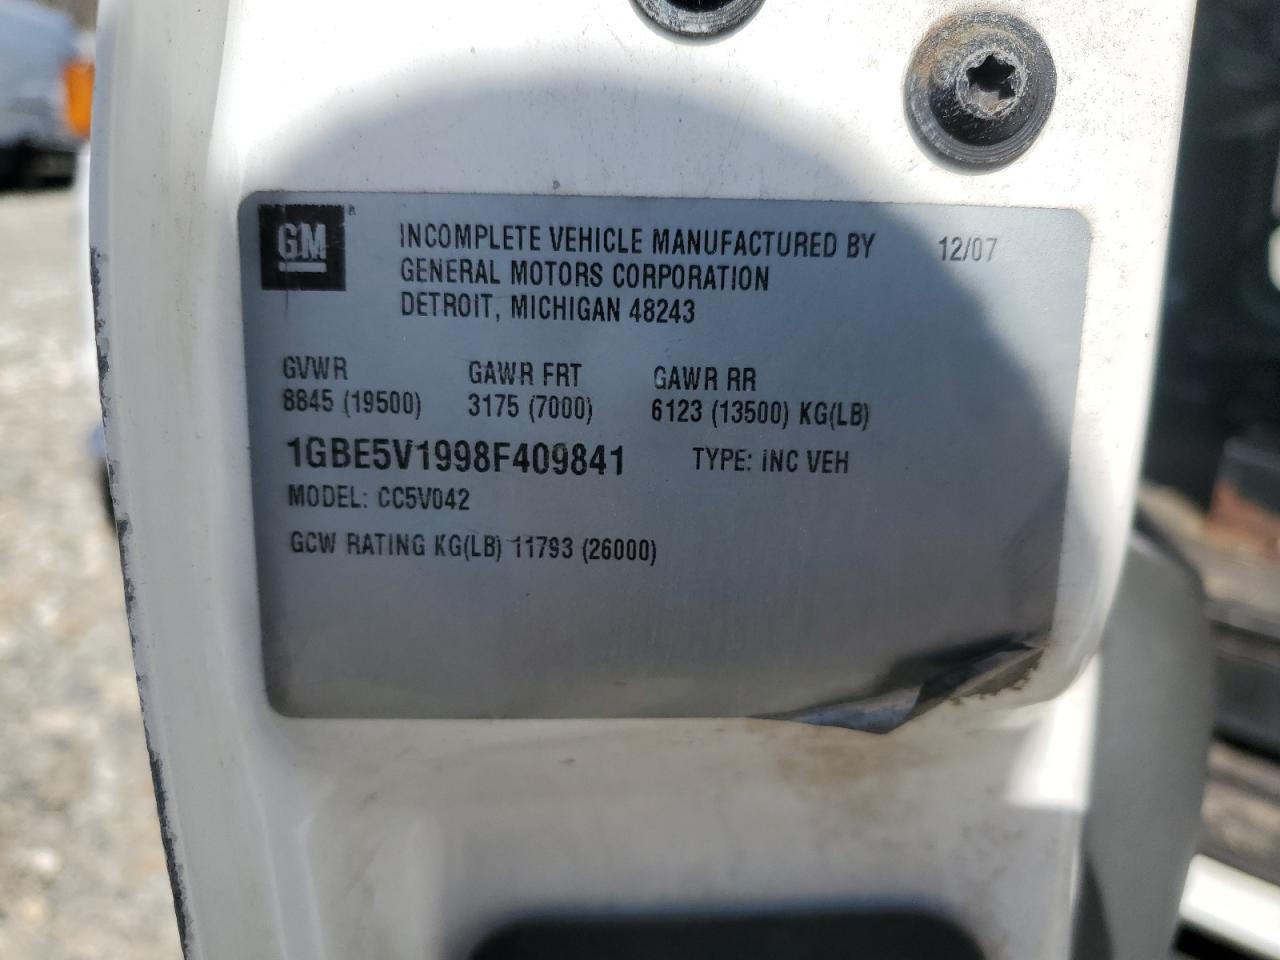 GM ®
INCOMPLETE VEHICLE MANUFACTURED BY 12/07
GENERAL MOTORS CORPORATION
DETROIT, MICHIGAN 48243
GVWR GAWR FRT GAWR RR
8845 (19500) 3175 (7000) 6123 (13500) KG(LB)
1GBE5V1998F409841 TYPE: INC VEH
MODEL: CC5V042
GCW RATING KG(LB) 11793 (26000)